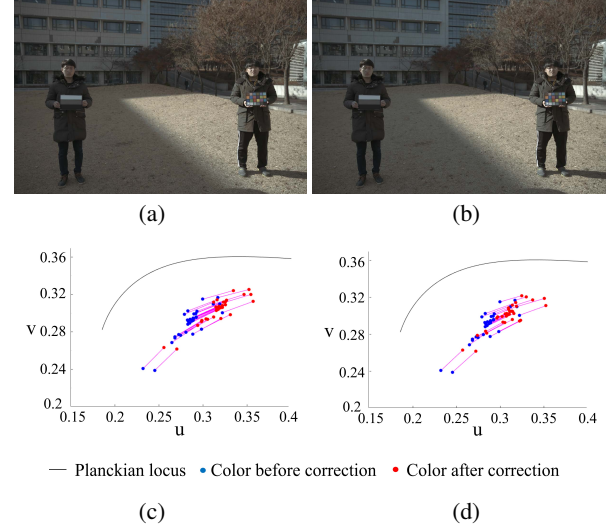 (a)
(b)
0.36
0.32
v 0.28
0.24
0.2
0.15 0.2 0.25 0.3 0.35 0.4
u
0.36
0.32
v 0.28
0.24
0.2
0.15 0.2 0.25 0.3 0.35 0.4
u
Planckian locus Color before correction Color after correction
(c)
(d)